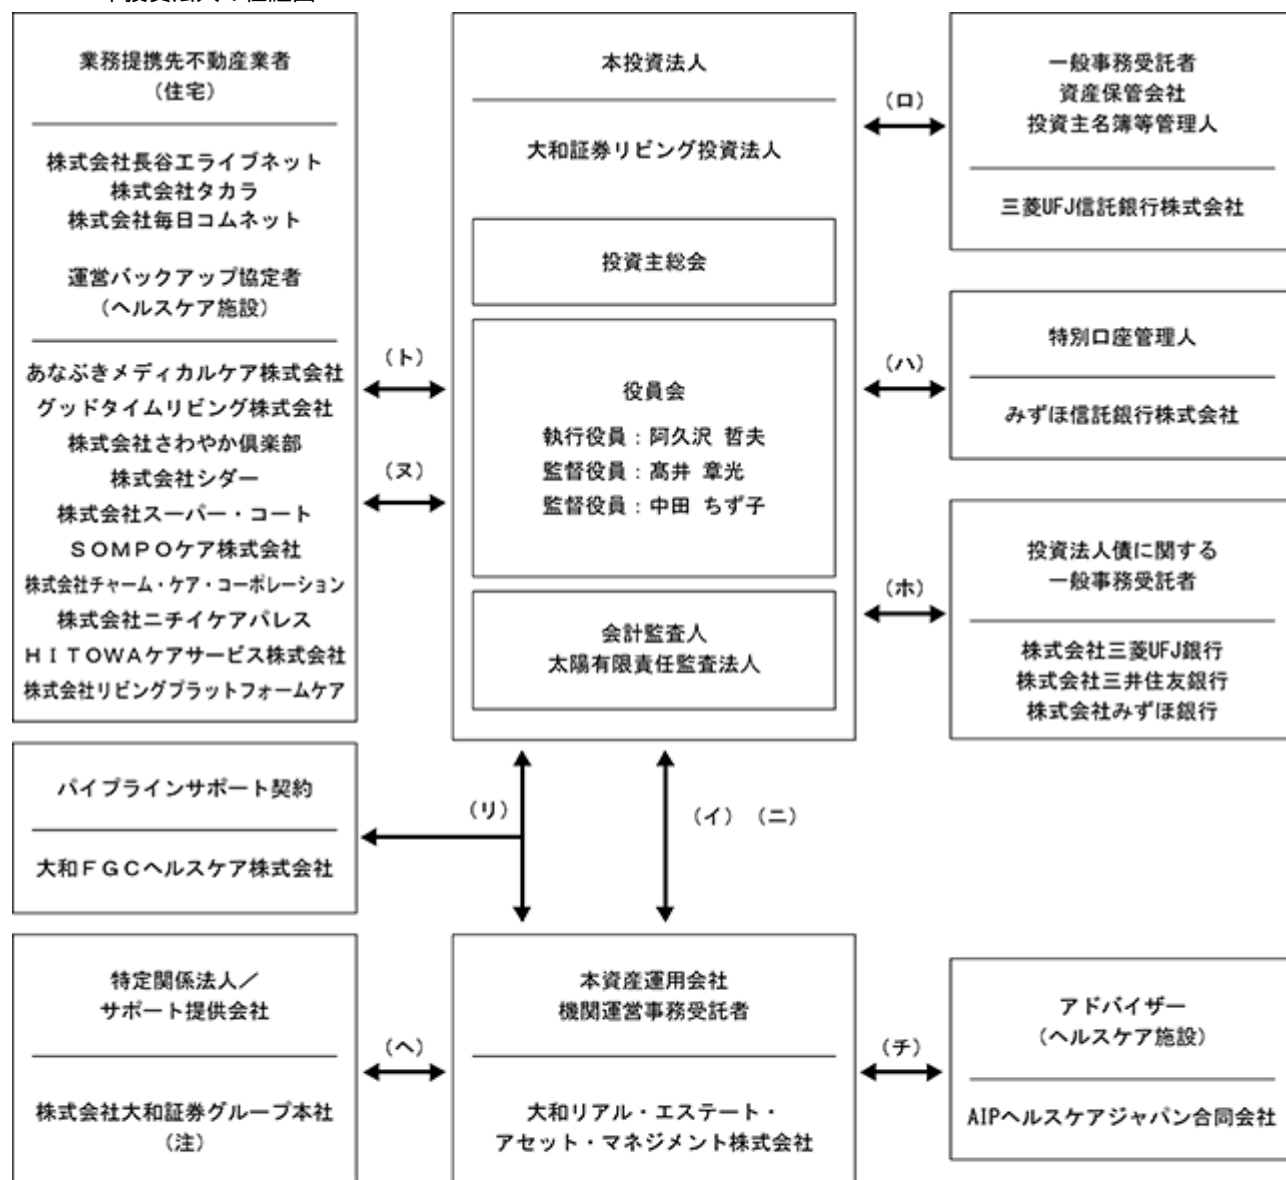 業務提携先不動産業者
（住宅）
株式会社長谷工ライブネット
株式会社タカラ
株式会社毎日コムネット
運営バックアップ協定者
（ヘルスケア施設）
あなぶきメディカルケア株式会社
グッドタイムリビング株式会社
株式会社さわやか倶楽部
株式会社シダー
株式会社スーパー・コート
ＳＯＭＰＯケア株式会社
株式会社チャーム・ケア・コーポレーション
株式会社ニチイケアパレス
ＨＩＴＯＷＡケアサービス株式会社
株式会社リビングプラットフォームケア
（ト）
（ヌ）
本投資法人
大和証券リビング投資法人
投資主総会
役員会
執行役員：阿久沢 哲夫
監督役員：髙井 章光
監督役員：中田 ちず子
会計監査人
太陽有限責任監査法人
（ロ）
一般事務受託者
資産保管会社
投資主名簿等管理人
三菱UFJ信託銀行株式会社
（ハ）
特別口座管理人
みずほ信託銀行株式会社
（ホ）
投資法人債に関する
一般事務受託者
株式会社三菱UFJ銀行
株式会社三井住友銀行
株式会社みずほ銀行
パイプラインサポート契約
大和ＦＧＣヘルスケア株式会社
（リ）
（イ）（ニ）
特定関係法人／
サポート提供会社
株式会社大和証券グループ本社
（注）
（ヘ）
本資産運用会社
機関運営事務受託者
大和リアル・エステート・
アセット・マネジメント株式会社
（チ）
アドバイザー
（ヘルスケア施設）
AIPヘルスケアジャパン合同会社